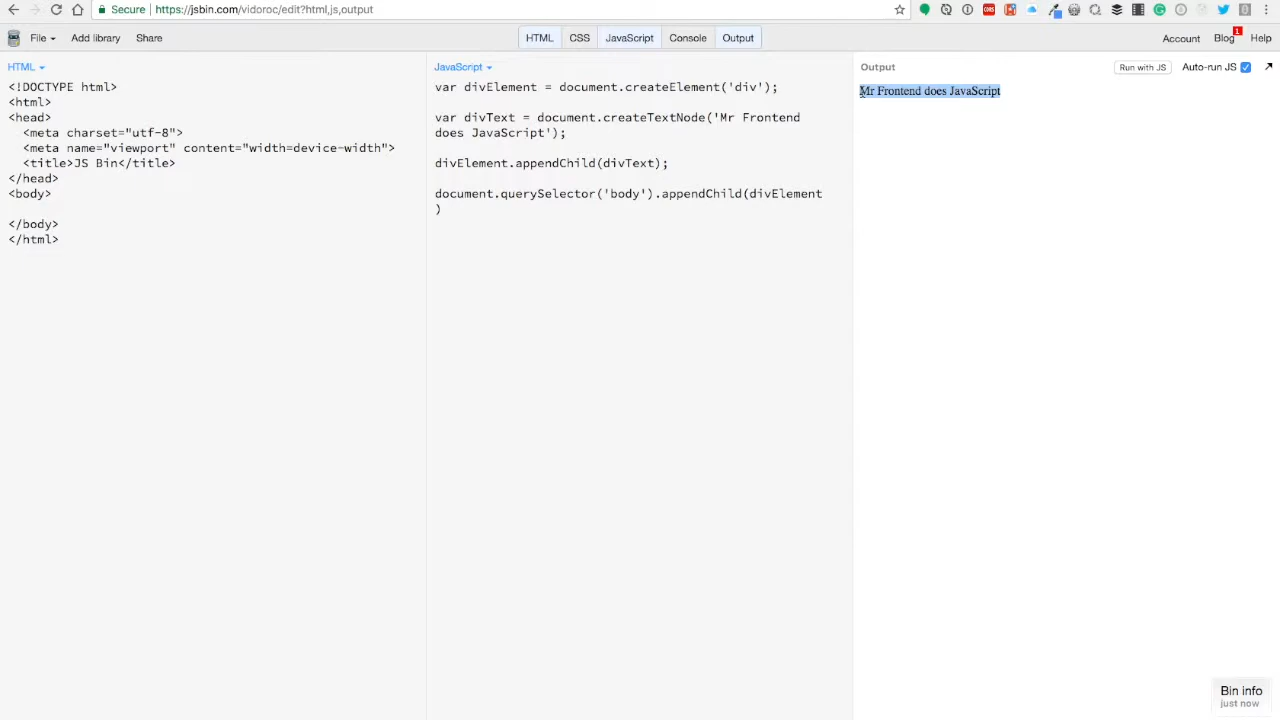 Secure https://jsbin.com/vidoroc/edit?html,js,output
File Add library Share HTML CSS JavaScript Console Output Account Blog 1 Help
HTML
<!DOCTYPE html>
<html>
<head>
<meta charset="utf-8">
<meta name="viewport" content="width=device-width">
<title>JS Bin</title>
</head>
<body>
</body>
</html>
JavaScript
var divElement = document.createElement('div');
var divText = document.createTextNode('Mr Frontend
does JavaScript');
divElement.appendChild(divText);
document.querySelector('body').appendChild(divElement
)
Output Run with JS Auto-run JS
Mr Frontend does JavaScript
Bin info
just now